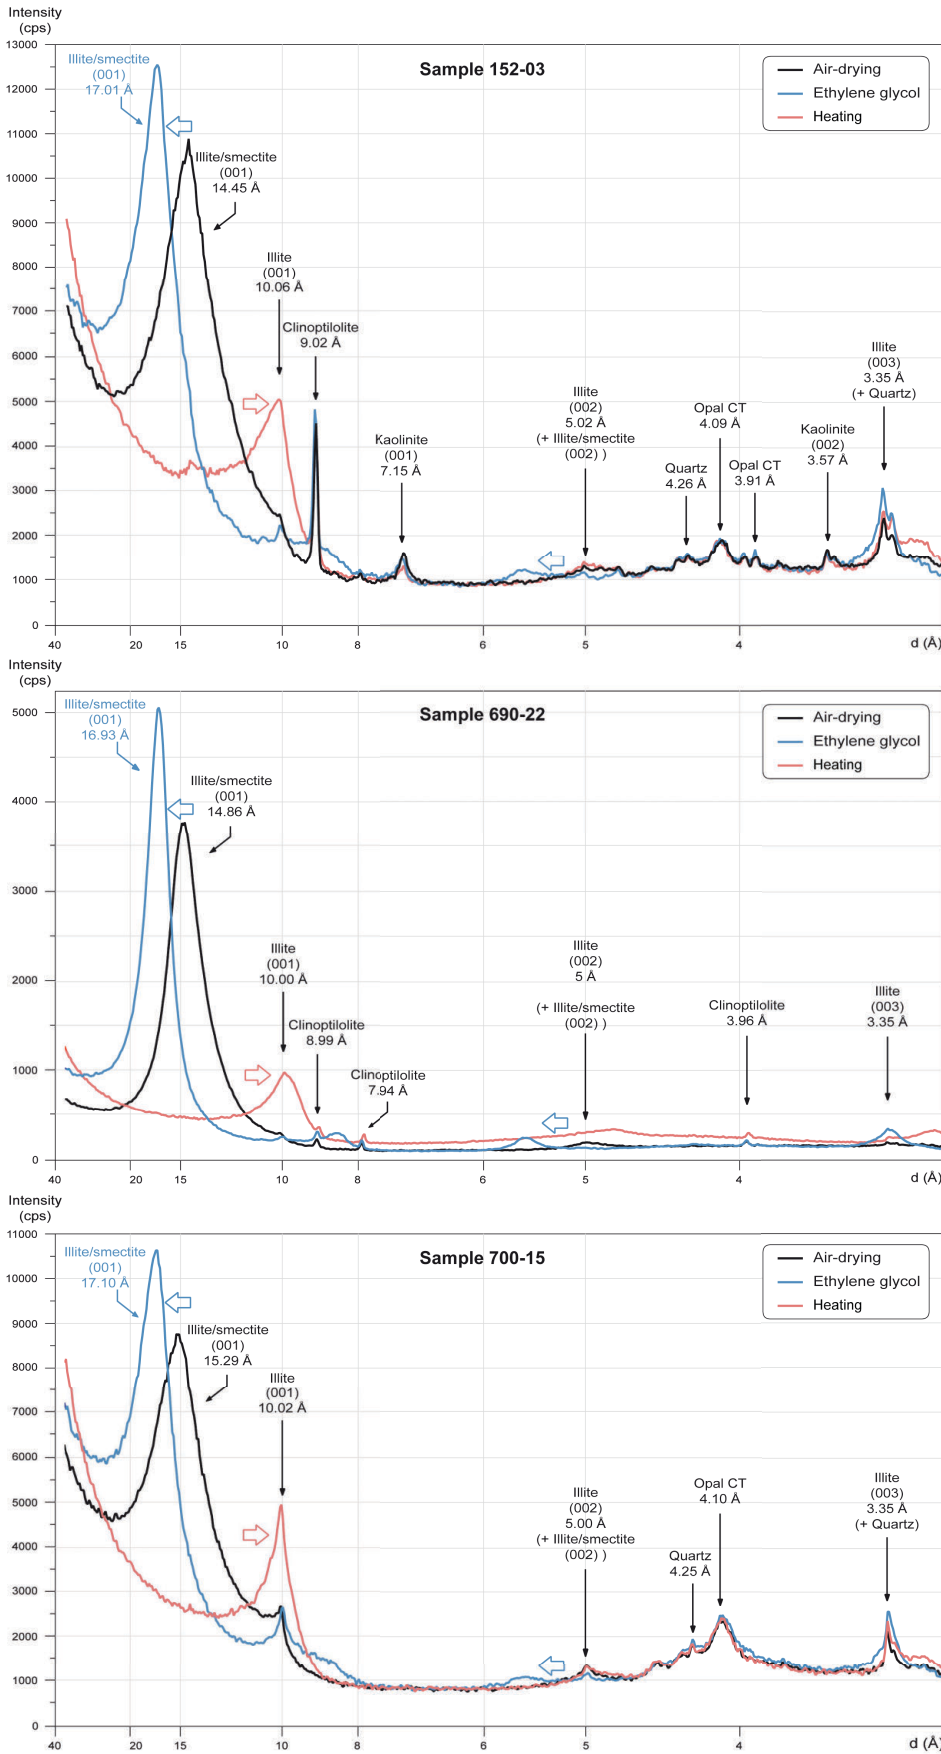 Intensity
(cps)
Sample 152-03
Air-drying
Ethylene glycol
Heating
Illite/smectite
(001)
17.01 Å
Illite/smectite
(001)
14.45 Å
Illite
(001)
10.06 Å
Clinoptilolite
9.02 Å
Kaolinite
(001)
7.15 Å
Illite
(002)
5.02 Å
(+ Illite/smectite
(002) )
Quartz
4.26 Å
Opal CT
4.09 Å
Opal CT
3.91 Å
Kaolinite
(002)
3.57 Å
Illite
(003)
3.35 Å
(+ Quartz)
13000
12000
11000
10000
9000
8000
7000
6000
5000
4000
3000
2000
1000
0
40 20 15 10 8 6 5 4 d (Å)
Intensity
(cps)
Sample 690-22
Air-drying
Ethylene glycol
Heating
Illite/smectite
(001)
16.93 Å
Illite/smectite
(001)
14.86 Å
Illite
(001)
10.00 Å
Clinoptilolite
8.99 Å
Clinoptilolite
7.94 Å
Illite
(002)
5 Å
(+ Illite/smectite
(002) )
Clinoptilolite
3.96 Å
Illite
(003)
3.35 Å
5000
4000
3000
2000
1000
0
40 20 15 10 8 6 5 4 d (Å)
Intensity
(cps)
Sample 700-15
Air-drying
Ethylene glycol
Heating
Illite/smectite
(001)
17.10 Å
Illite/smectite
(001)
15.29 Å
Illite
(001)
10.02 Å
Illite
(002)
5.00 Å
(+ Illite/smectite
(002) )
Quartz
4.25 Å
Opal CT
4.10 Å
Illite
(003)
3.35 Å
(+ Quartz)
11000
10000
9000
8000
7000
6000
5000
4000
3000
2000
1000
0
40 20 15 10 8 6 5 4 d (Å)